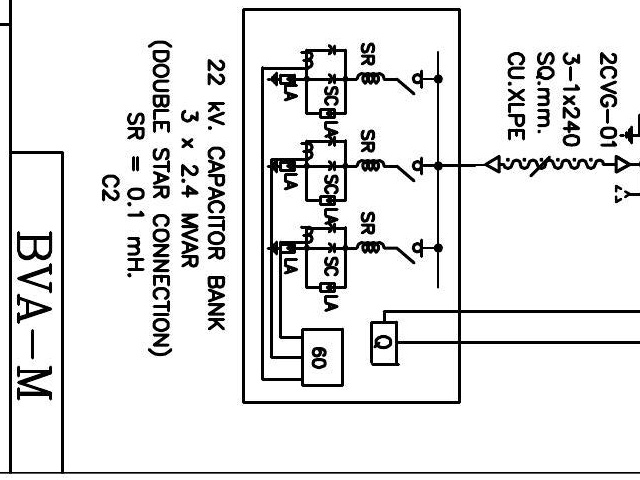 2CVG-01
3-1x240
SQ.mm.
CU.XLPE
SR
SC
LA
LA
SR
SC
LA
LA
SR
SC
LA
LA
Q
60
22 kV. CAPACITOR BANK
3 x 2.4 MVAR
(DOUBLE STAR CONNECTION)
SR = 0.1 mH.
C2
BVA-M